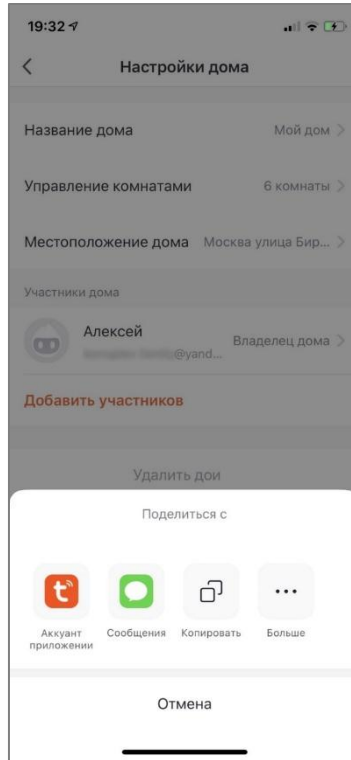 19:32
Настройки дома
Название дома Мой дом
Управление комнатами 6 комнаты
Местоположение дома Москва улица Бир...
Участники дома
Алексей
@yand... Владелец дома
Добавить участников
Удалить дои
Поделиться с
Аккуант Сообщения Копировать Больше
приложении
Отмена